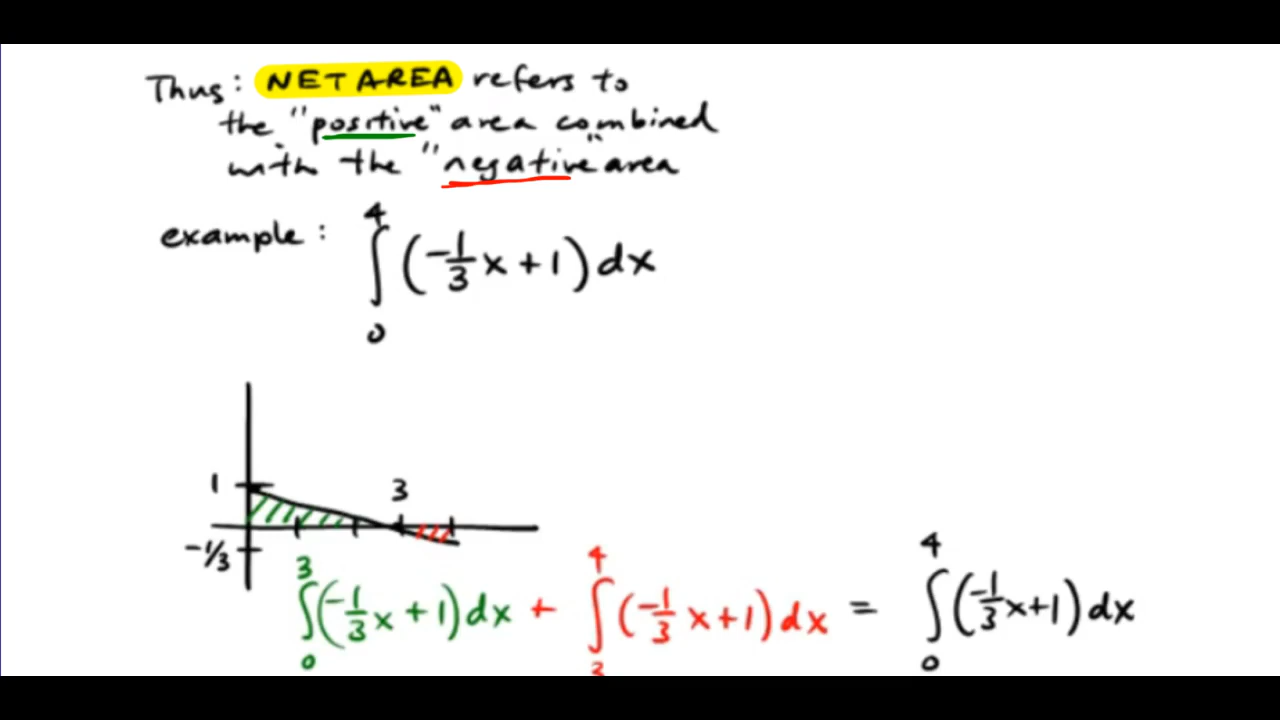 Thus: NET AREA refers to
the "positive" area combined
with the "negative" area
example: ∫₀⁴ (-1/3 x + 1) dx
1
3
-1/3
∫₀³ (-1/3 x + 1) dx + ∫₃⁴ (-1/3 x + 1) dx = ∫₀⁴ (-1/3 x + 1) dx